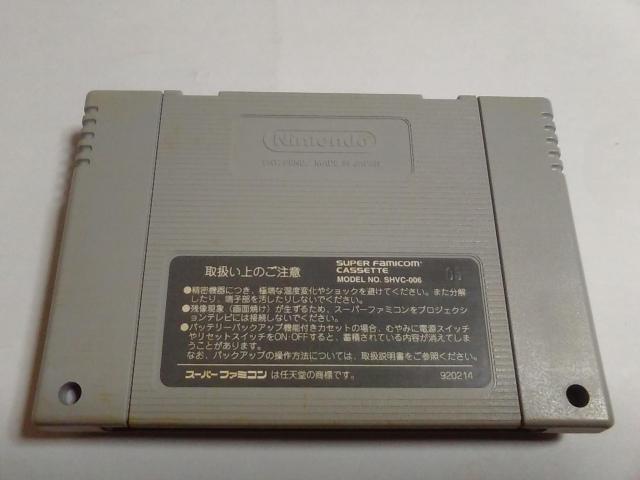 Nintendo
PAT. PEND. MADE IN JAPAN
取扱い上のご注意
SUPER FAMICOM
CASSETTE
MODEL NO. SHVC-006
●精密機器につき、極端な温度変化やショックを避けてください。また分解
したり、端子部を汚したりしないでください。
●残像現象（画面焼け）が生ずるため、スーパーファミコンをプロジェクシ
ョンテレビには接続しないでください。
●バッテリーバックアップ機能付きカセットの場合、むやみに電源スイッチ
やリセットスイッチをON・OFFすると、蓄積されている内容が消えてしま
うことがあります。
なお、バックアップの操作方法については、取扱説明書をご参照ください。
スーパーファミコン は任天堂の商標です。
920214